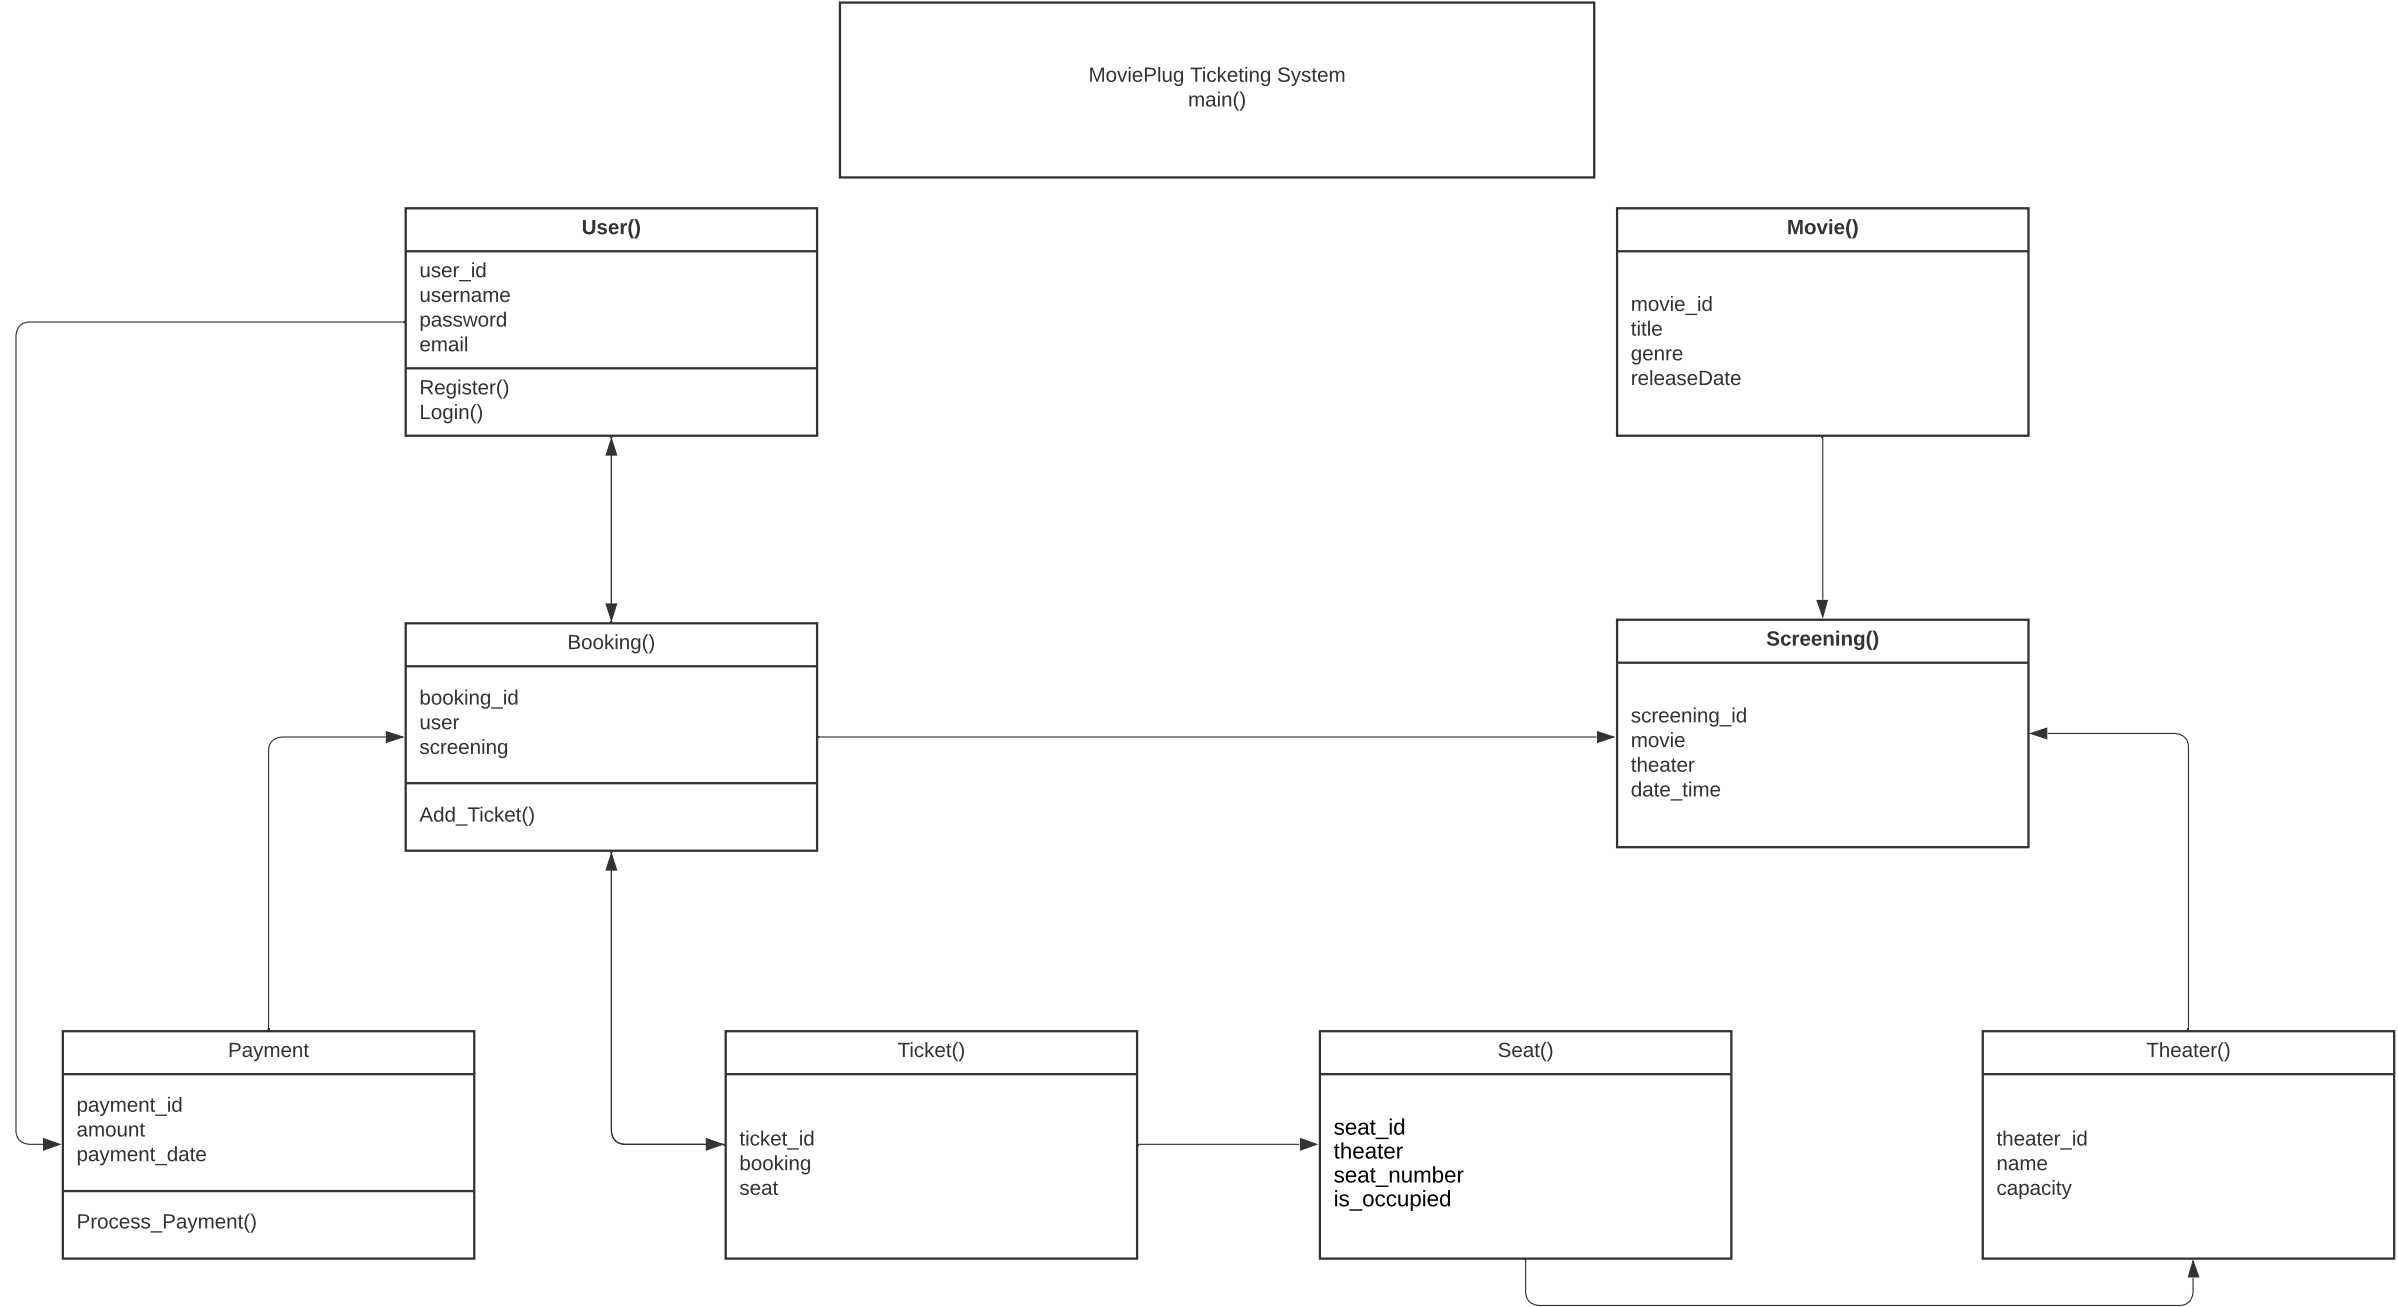 MoviePlug Ticketing System
main()
User()
user_id
username
password
email
Register()
Login()
Movie()
movie_id
title
genre
releaseDate
Booking()
booking_id
user
screening
Add_Ticket()
Screening()
screening_id
movie
theater
date_time
Payment
payment_id
amount
payment_date
Process_Payment()
Ticket()
ticket_id
booking
seat
Seat()
seat_id
theater
seat_number
is_occupied
Theater()
theater_id
name
capacity